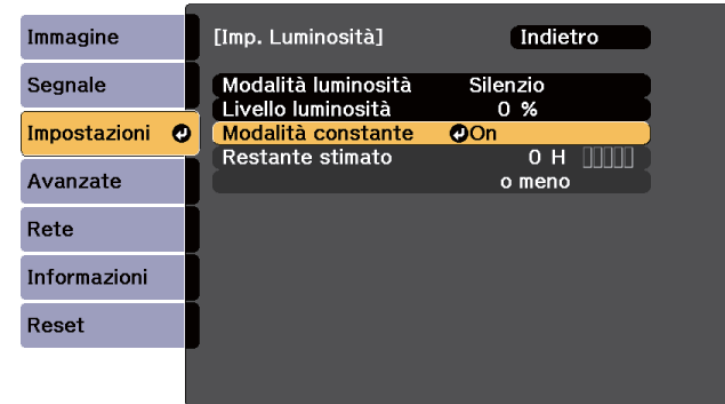 Immagine
Segnale
Impostazioni
Avanzate
Rete
Informazioni
Reset
[Imp. Luminosità] Indietro
Modalità luminosità Silenzio
Livello luminosità 0 %
Modalità constante On
Restante stimato 0 H
o meno